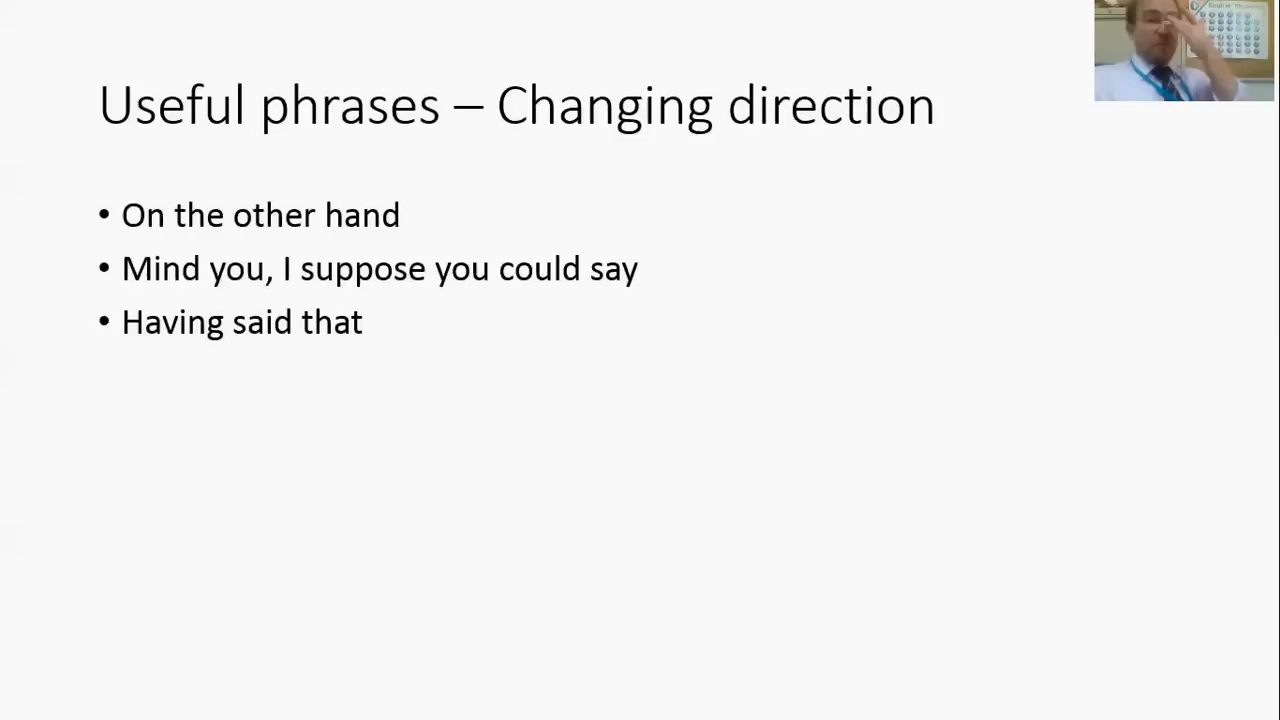 Useful phrases – Changing direction
• On the other hand
• Mind you, I suppose you could say
• Having said that